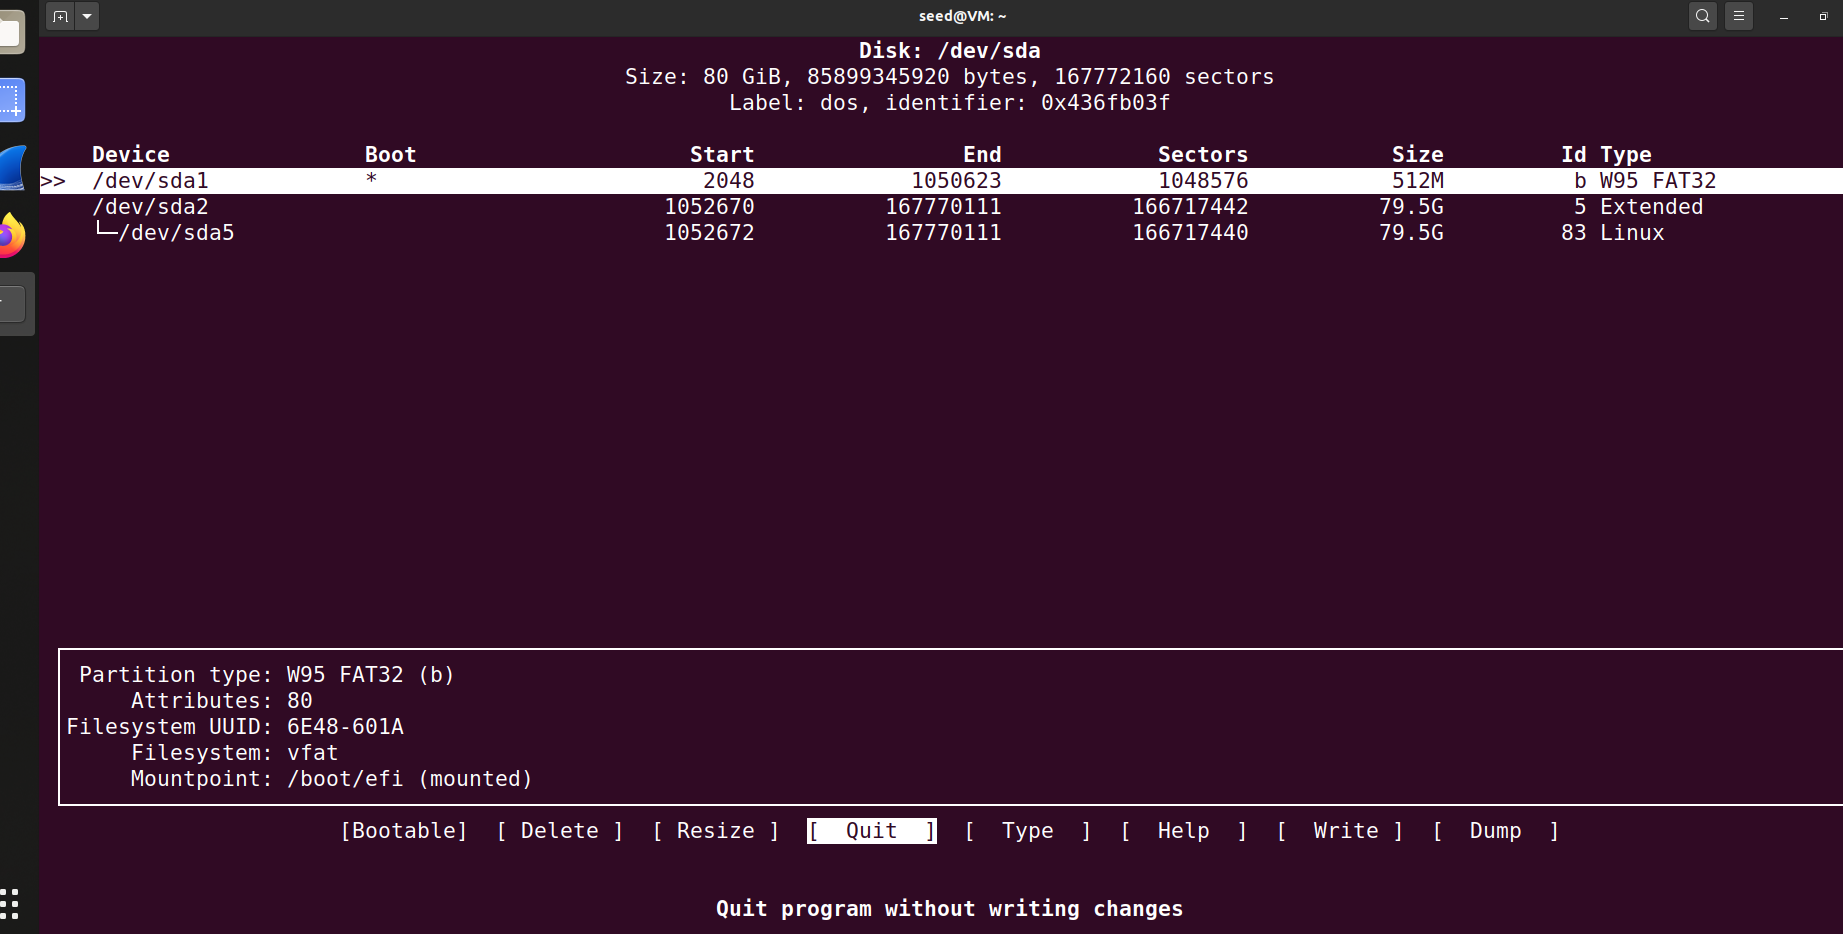 seed@VM: ~
Disk: /dev/sda
Size: 80 GiB, 85899345920 bytes, 167772160 sectors
Label: dos, identifier: 0x436fb03f
Device Boot Start End Sectors Size Id Type
>> /dev/sda1 * 2048 1050623 1048576 512M b W95 FAT32
/dev/sda2 1052670 167770111 166717442 79.5G 5 Extended
└─/dev/sda5 1052672 167770111 166717440 79.5G 83 Linux
Partition type: W95 FAT32 (b)
Attributes: 80
Filesystem UUID: 6E48-601A
Filesystem: vfat
Mountpoint: /boot/efi (mounted)
[Bootable] [ Delete ] [ Resize ] [ Quit ] [ Type ] [ Help ] [ Write ] [ Dump ]
Quit program without writing changes